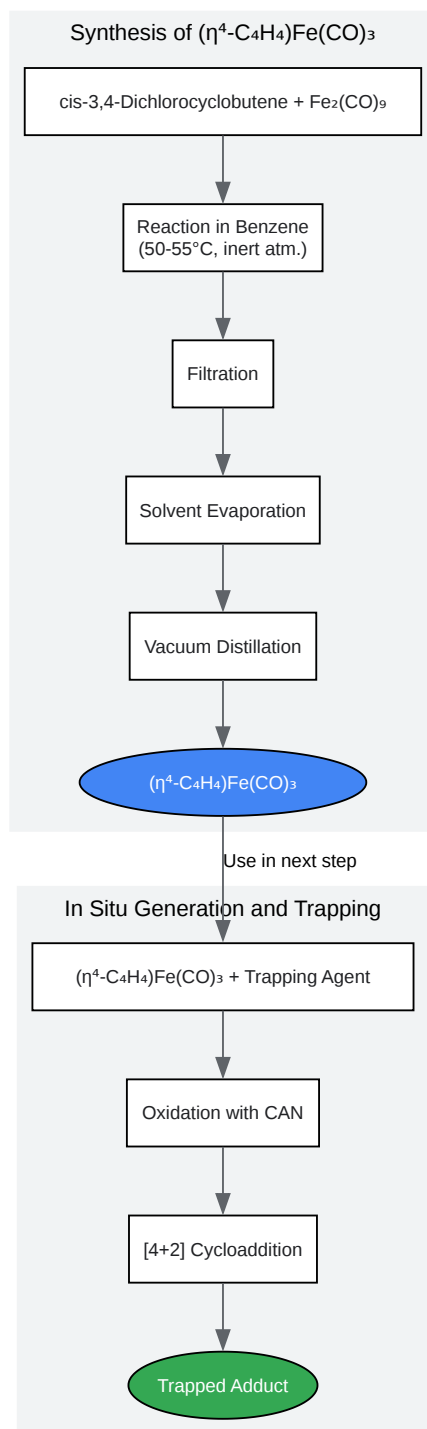 Synthesis of (η⁴-C₄H₄)Fe(CO)₃
cis-3,4-Dichlorocyclobutene + Fe₂(CO)₉
Reaction in Benzene
(50-55°C, inert atm.)
Filtration
Solvent Evaporation
Vacuum Distillation
(η⁴-C₄H₄)Fe(CO)₃
Use in next step
In Situ Generation and Trapping
(η⁴-C₄H₄)Fe(CO)₃ + Trapping Agent
Oxidation with CAN
[4+2] Cycloaddition
Trapped Adduct